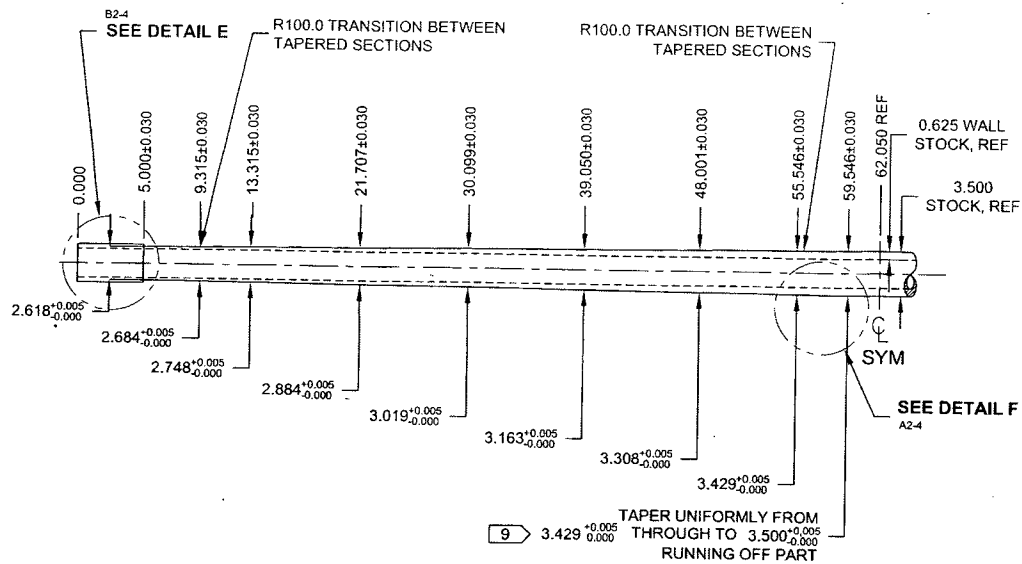 B2-4
SEE DETAIL E
R100.0 TRANSITION BETWEEN
TAPERED SECTIONS
R100.0 TRANSITION BETWEEN
TAPERED SECTIONS
0.000
5.000±0.030
9.315±0.030
13.315±0.030
21.707±0.030
30.099±0.030
39.050±0.030
48.001±0.030
55.546±0.030
59.546±0.030
62.050 REF
0.625 WALL
STOCK, REF
3.500
STOCK, REF
2.618+0.005-0.000
2.684+0.005-0.000
2.748+0.005-0.000
2.884+0.005-0.000
3.019+0.005-0.000
3.163+0.005-0.000
3.308+0.005-0.000
3.429+0.005-0.000
℄
SYM
SEE DETAIL F
A2-4
TAPER UNIFORMLY FROM
9 3.429+0.005 0.000 THROUGH TO 3.500+0.005-0.000
RUNNING OFF PART